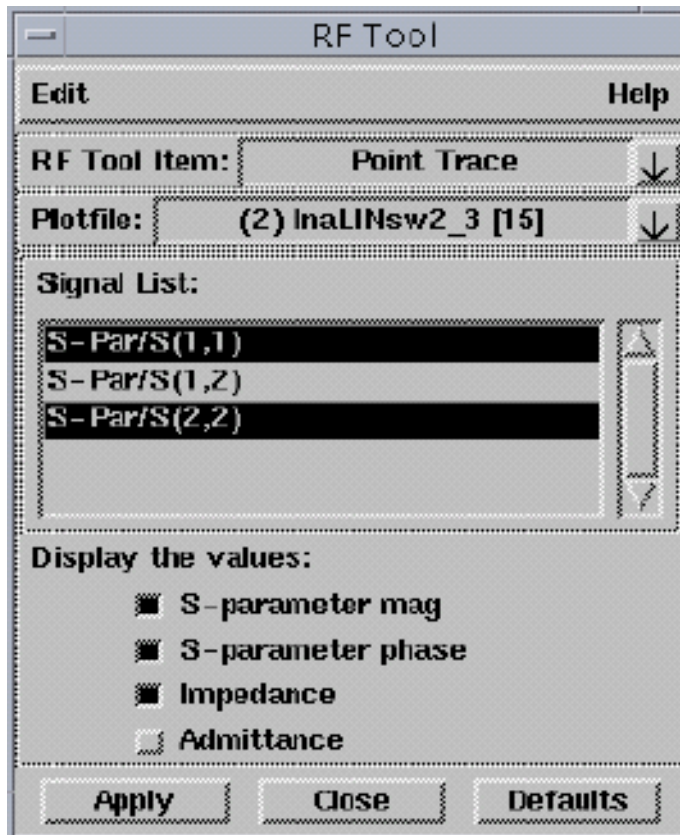 RF Tool
Edit Help
RF Tool Item: Point Trace
Plotfile: (2) lnaLINsw2_3 [15]
Signal List:
S-Par/S(1,1)
S-Par/S(1,2)
S-Par/S(2,2)
Display the values:
S-parameter mag
S-parameter phase
Impedance
Admittance
Apply Close Defaults